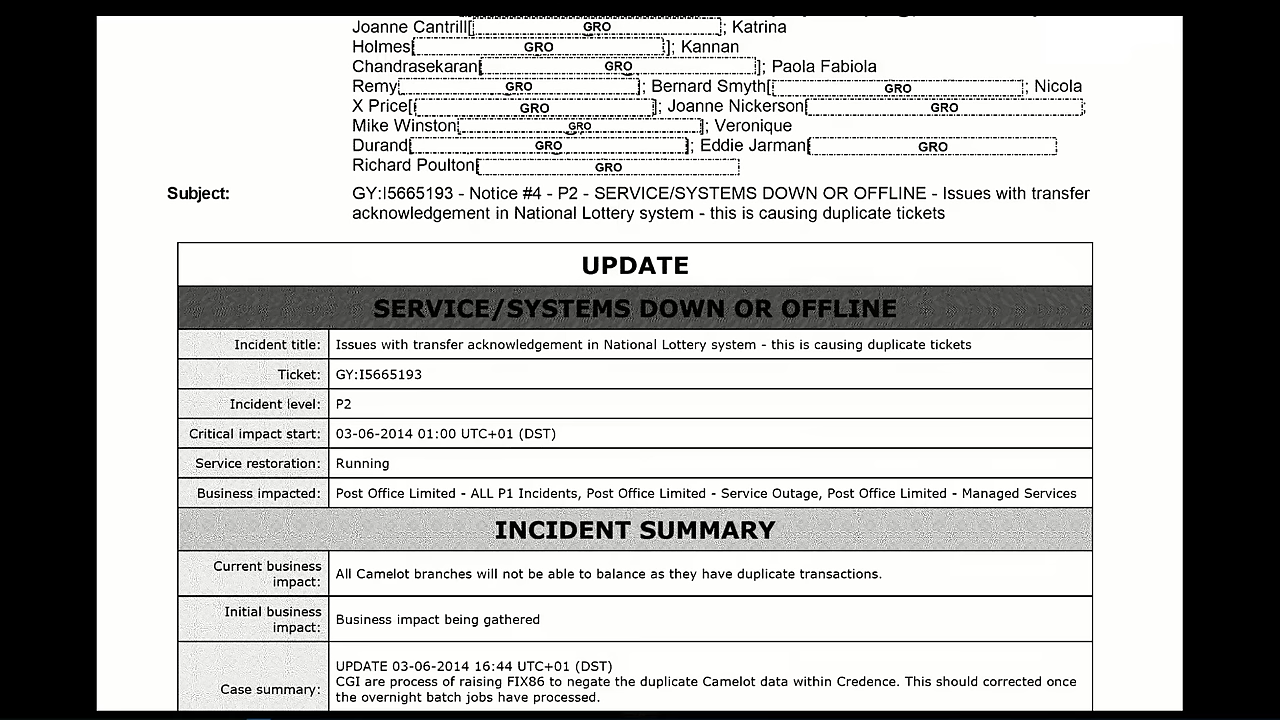 Joanne Cantrill[ GRO ]; Katrina
Holmes[ GRO ]; Kannan
Chandrasekaran[ GRO ]; Paola Fabiola
Remy[ GRO ]; Bernard Smyth[ GRO ]; Nicola
X Price[ GRO ]; Joanne Nickerson[ GRO ];
Mike Winston[ GRO ]; Veronique
Durand[ GRO ]; Eddie Jarman[ GRO
Richard Poulton[ GRO
Subject: GY:I5665193 - Notice #4 - P2 - SERVICE/SYSTEMS DOWN OR OFFLINE - Issues with transfer
acknowledgement in National Lottery system - this is causing duplicate tickets
UPDATE
SERVICE/SYSTEMS DOWN OR OFFLINE
Incident title: Issues with transfer acknowledgement in National Lottery system - this is causing duplicate tickets
Ticket: GY:I5665193
Incident level: P2
Critical impact start: 03-06-2014 01:00 UTC+01 (DST)
Service restoration: Running
Business impacted: Post Office Limited - ALL P1 Incidents, Post Office Limited - Service Outage, Post Office Limited - Managed Services
INCIDENT SUMMARY
Current business
impact: All Camelot branches will not be able to balance as they have duplicate transactions.
Initial business
impact: Business impact being gathered
Case summary: UPDATE 03-06-2014 16:44 UTC+01 (DST)
CGI are process of raising FIX86 to negate the duplicate Camelot data within Credence. This should corrected once
the overnight batch jobs have processed.